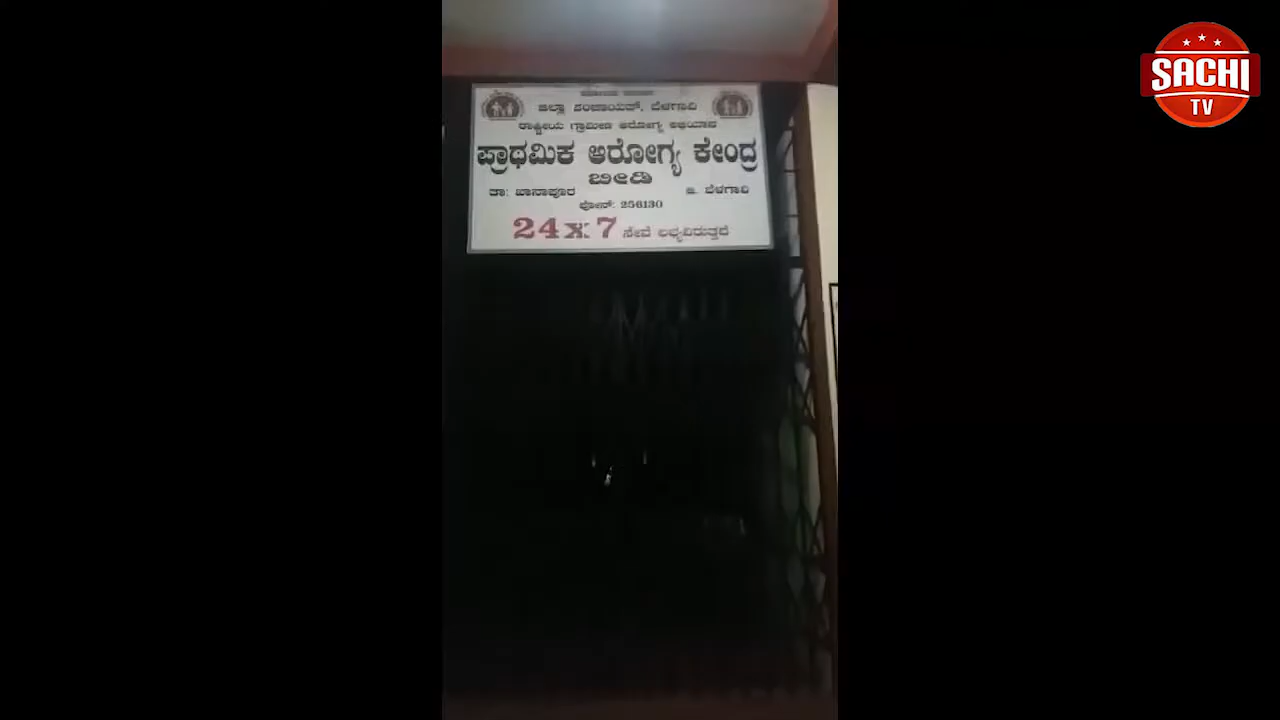 ಜಿಲ್ಲಾ ಪಂಚಾಯತ್, ಬೆಳಗಾವಿ
ರಾಷ್ಟ್ರೀಯ ಗ್ರಾಮೀಣ ಆರೋಗ್ಯ ಅಭಿಯಾನ
ಪ್ರಾಥಮಿಕ ಆರೋಗ್ಯ ಕೇಂದ್ರ
ಬೀಡಿ
ತಾ: ಖಾನಾಪೂರ ಜಿ. ಬೆಳಗಾವಿ
ಫೋನ್: 256130
24 x 7 ಸೇವೆ ಲಭ್ಯವಿರುತ್ತದೆ
SACHI
TV